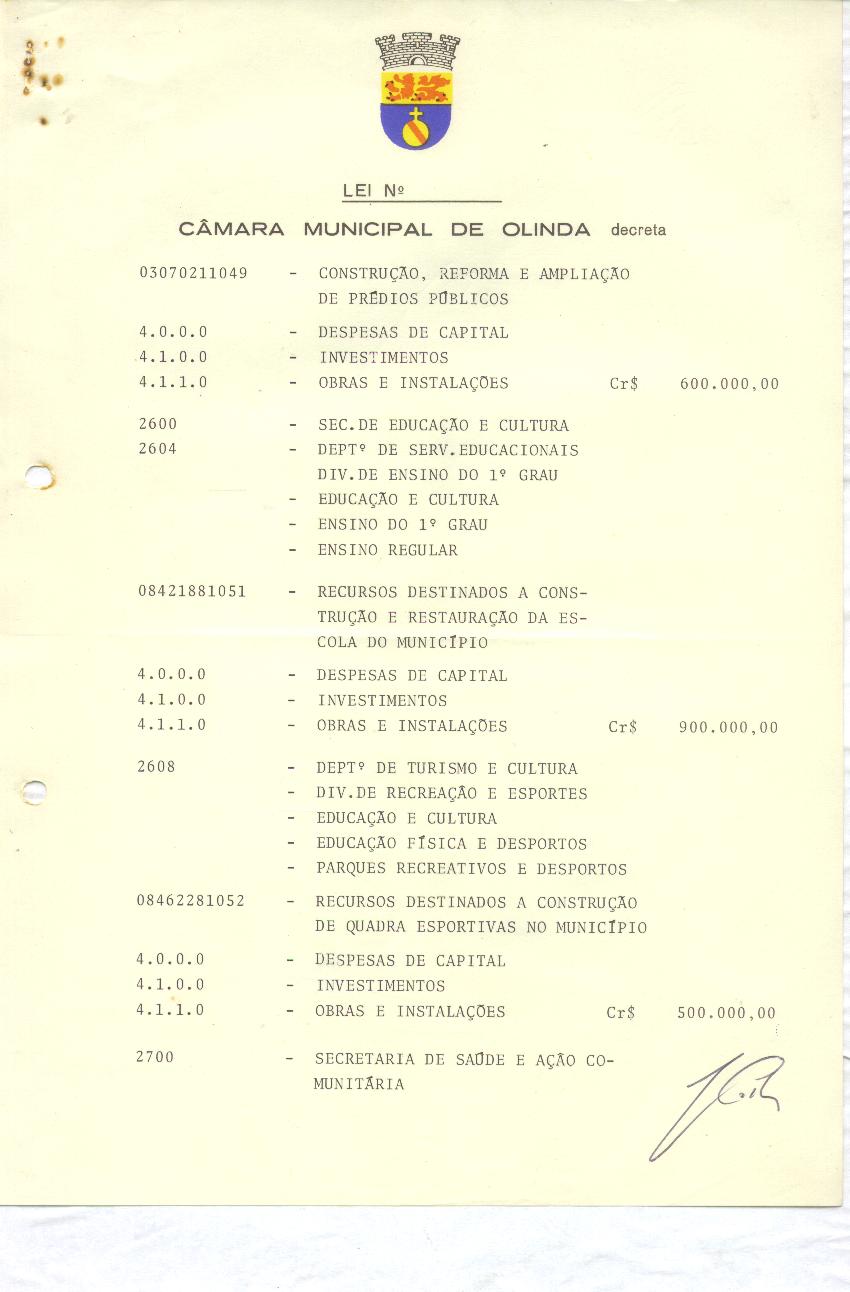 LEI Nº
CÂMARA MUNICIPAL DE OLINDA decreta
03070211049 - CONSTRUÇÃO, REFORMA E AMPLIAÇÃO
DE PRÉDIOS PÚBLICOS
4.0.0.0 - DESPESAS DE CAPITAL
4.1.0.0 - INVESTIMENTOS
4.1.1.0 - OBRAS E INSTALAÇÕES Cr$ 600.000,00
2600 - SEC.DE EDUCAÇÃO E CULTURA
2604 - DEPTº DE SERV.EDUCACIONAIS
DIV.DE ENSINO DO 1º GRAU
- EDUCAÇÃO E CULTURA
- ENSINO DO 1º GRAU
- ENSINO REGULAR
08421881051 - RECURSOS DESTINADOS A CONS-
TRUÇÃO E RESTAURAÇÃO DA ES-
COLA DO MUNICÍPIO
4.0.0.0 - DESPESAS DE CAPITAL
4.1.0.0 - INVESTIMENTOS
4.1.1.0 - OBRAS E INSTALAÇÕES Cr$ 900.000,00
2608 - DEPTº DE TURISMO E CULTURA
- DIV.DE RECREAÇÃO E ESPORTES
- EDUCAÇÃO E CULTURA
- EDUCAÇÃO FÍSICA E DESPORTOS
- PARQUES RECREATIVOS E DESPORTOS
08462281052 - RECURSOS DESTINADOS A CONSTRUÇÃO
DE QUADRA ESPORTIVAS NO MUNICÍPIO
4.0.0.0 - DESPESAS DE CAPITAL
4.1.0.0 - INVESTIMENTOS
4.1.1.0 - OBRAS E INSTALAÇÕES Cr$ 500.000,00
2700 - SECRETARIA DE SAÚDE E AÇÃO CO-
MUNITÁRIA